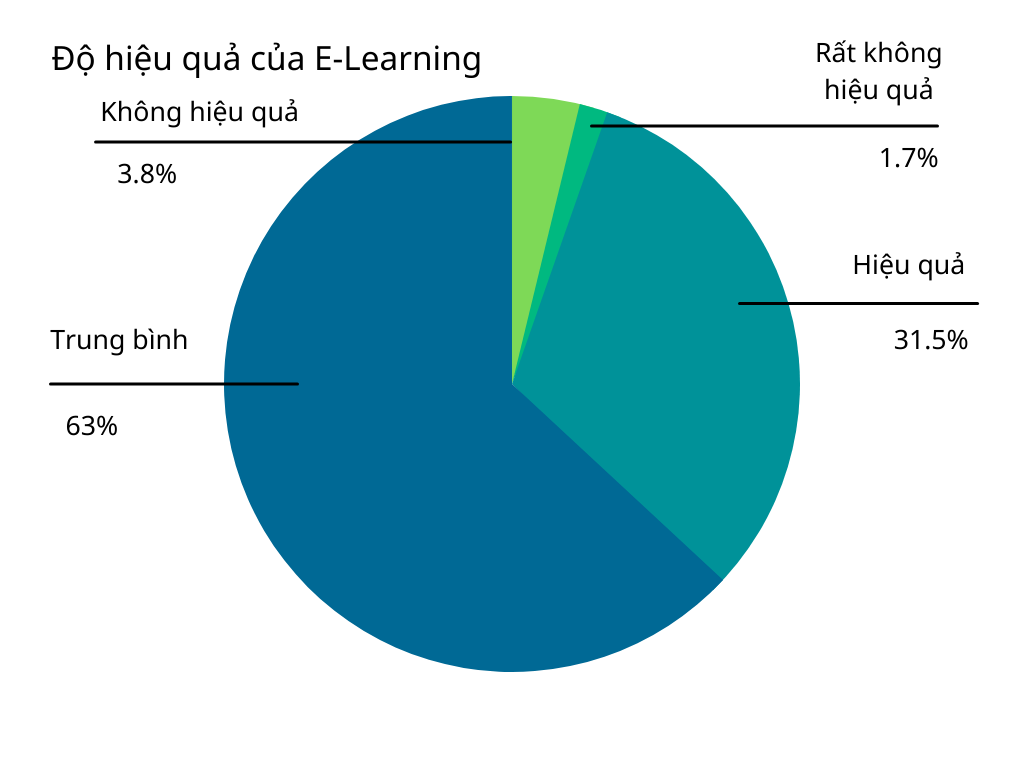 Độ hiệu quả của E-Learning
Không hiệu quả
3.8%
Rất không
hiệu quả
1.7%
Hiệu quả
31.5%
Trung bình
63%